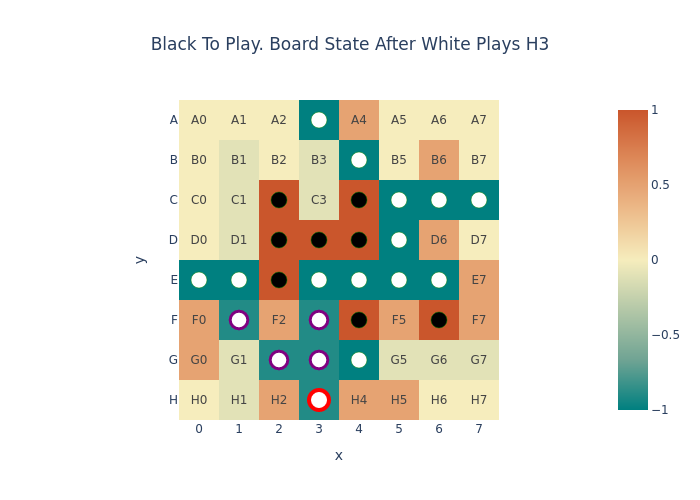 Black To Play. Board State After White Plays H3
A A0 A1 A2 A4 A5 A6 A7
B B0 B1 B2 B3 B5 B6 B7
C C0 C1 C3
D D0 D1 D6 D7
E E7
F F0 F2 F5 F7
G G0 G1 G5 G6 G7
H H0 H1 H2 H4 H5 H6 H7
0 1 2 3 4 5 6 7
x
y
1
0.5
0
−0.5
−1